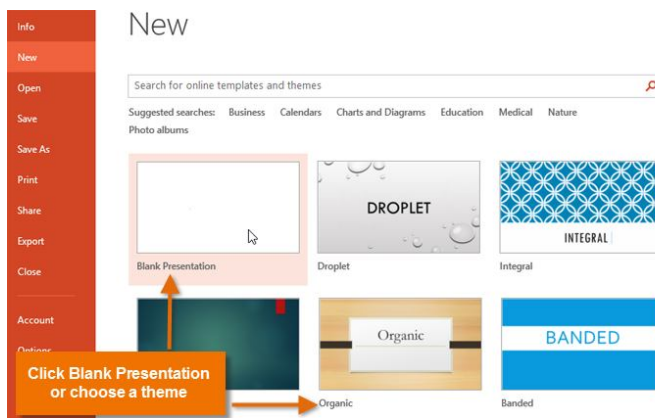 Info
New
Open
Save
Save As
Print
Share
Export
Close
Account
Options
New
Search for online templates and themes
Suggested searches: Business Calendars Charts and Diagrams Education Medical Nature
Photo albums
DROPLET
INTEGRAL
Blank Presentation Droplet Integral
Organic
BANDED
Click Blank Presentation
or choose a theme
Organic Banded